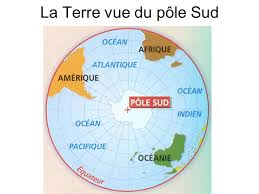 La Terre vue du pôle Sud
OCÉAN
AFRIQUE
ATLANTIQUE
AMÉRIQUE
PÔLE SUD
OCÉAN
OCÉAN
INDIEN
PACIFIQUE
OCÉANIE
Équateur